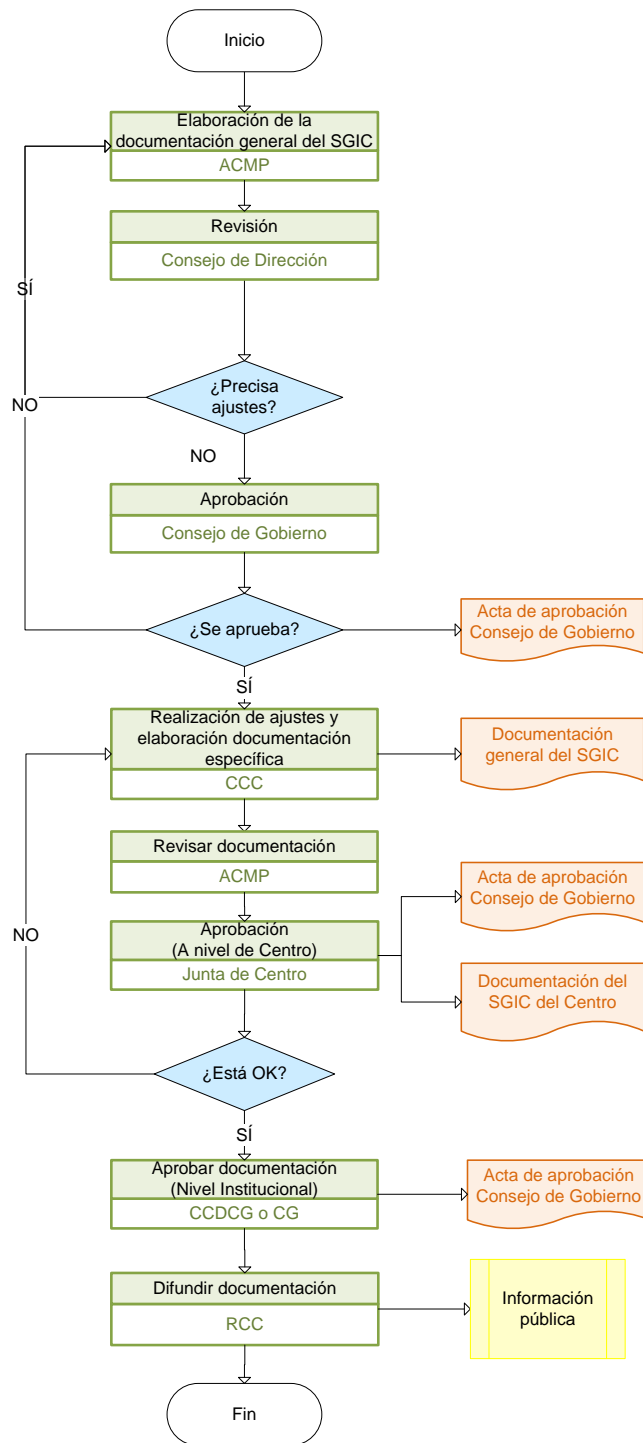 Inicio
Elaboración de la
documentación general del SGIC
ACMP
Revisión
Consejo de Dirección
SÍ
¿Precisa
ajustes?
NO
NO
Aprobación
Consejo de Gobierno
¿Se aprueba?
Acta de aprobación
Consejo de Gobierno
SÍ
Realización de ajustes y
elaboración documentación
específica
CCC
Documentación
general del SGIC
Revisar documentación
ACMP
Acta de aprobación
Consejo de Gobierno
NO
Aprobación
(A nivel de Centro)
Junta de Centro
Documentación del
SGIC del Centro
¿Está OK?
SÍ
Aprobar documentación
(Nivel Institucional)
CCDCG o CG
Acta de aprobación
Consejo de Gobierno
Difundir documentación
RCC
Información
pública
Fin